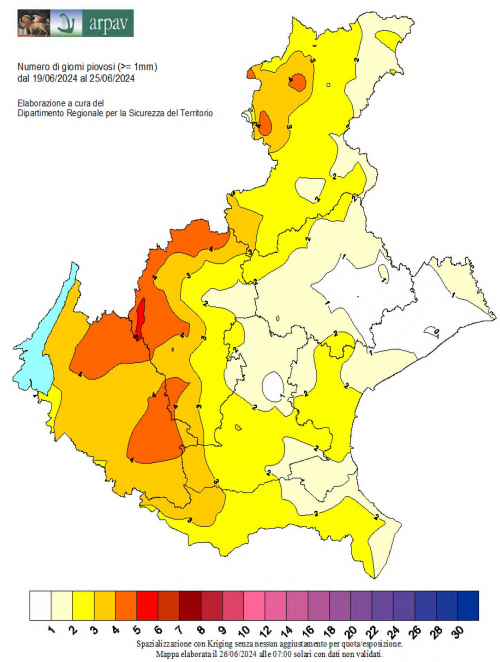 arpav
Numero di giorni piovosi (>= 1mm)
dal 19/06/2024 al 25/06/2024
Elaborazione a cura del
Dipartimento Regionale per la Sicurezza del Territorio
1 2 3 4 5 6 7 8 9 10 12 14 16 18 20 22 24 26 28 30
Spazializzazione con Kriging senza nessun aggiustamento per quota/esposizione.
Mappa elaborata il 26/06/2024 alle 07:00 solari con dati non validati.